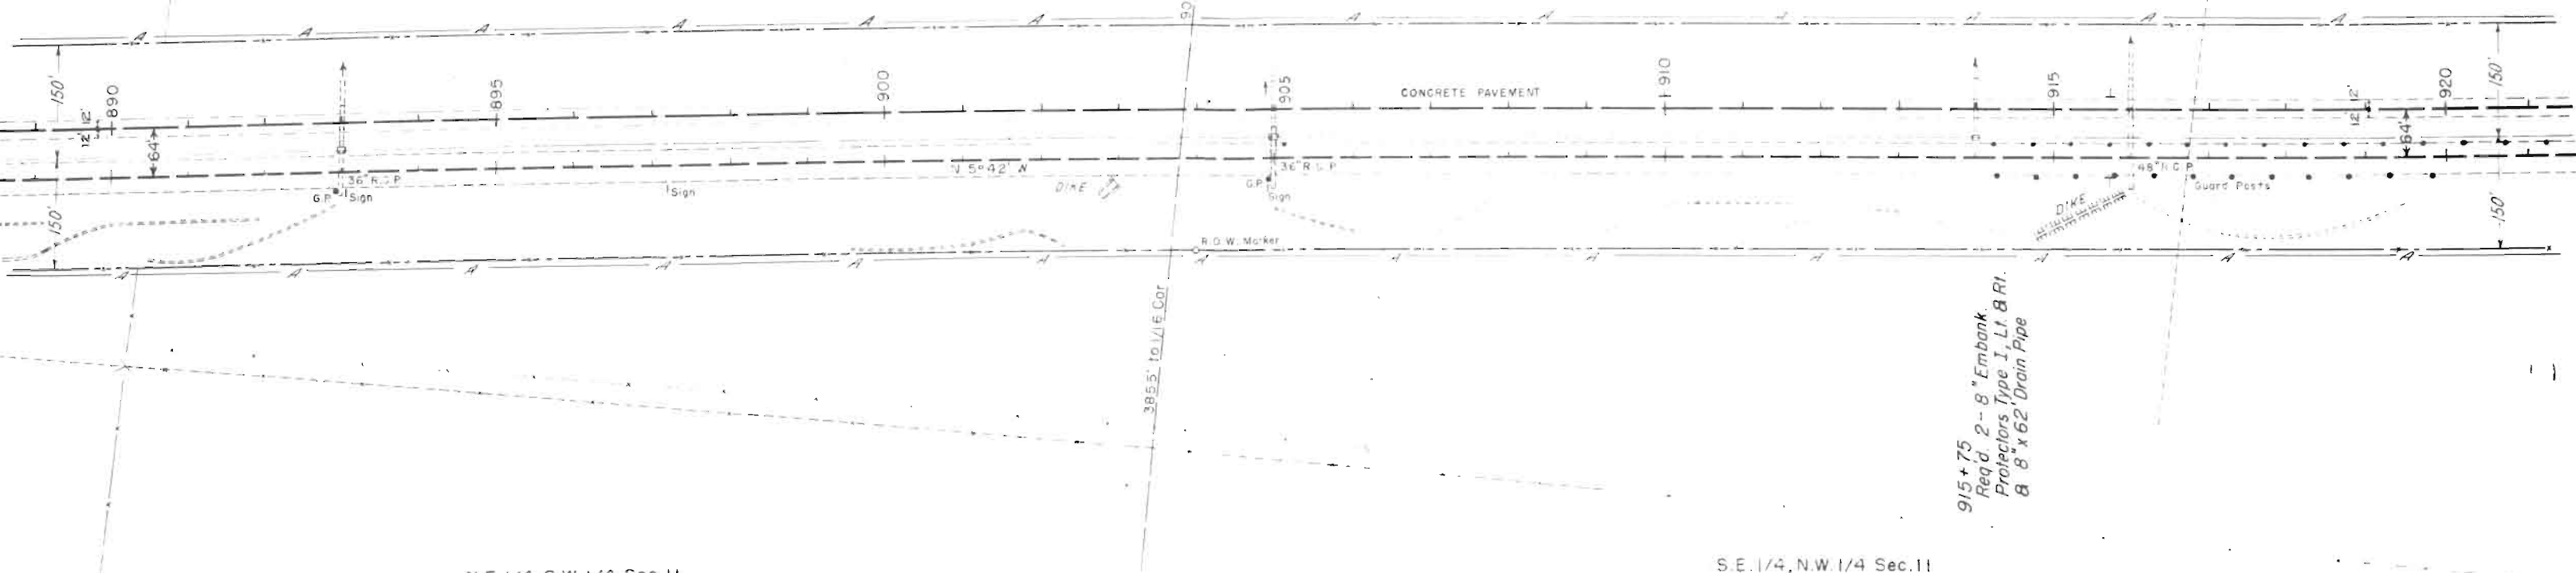 A A A A A A A A A A A A
90
150'
12' 12'
890
64'
895
900
905
CONCRETE PAVEMENT
910
915
12' 12'
64'
920
150'
36" R.C.P.
G.P.
Sign
Sign
N 5°42' W
DIKE
G.P.
36" R.C.P.
Sign
48" R.C.P.
Guard Posts
DIKE
150'
150'
R.O.W. Marker
A A A A A A A A A A A A A
3855' to 1/16 Cor
915+75
Req'd. 2-8" Embank.
Protectors Type I, Lt. & Rt.
& 8" x 62' Drain Pipe
S.E.1/4, N.W.1/4 Sec.11